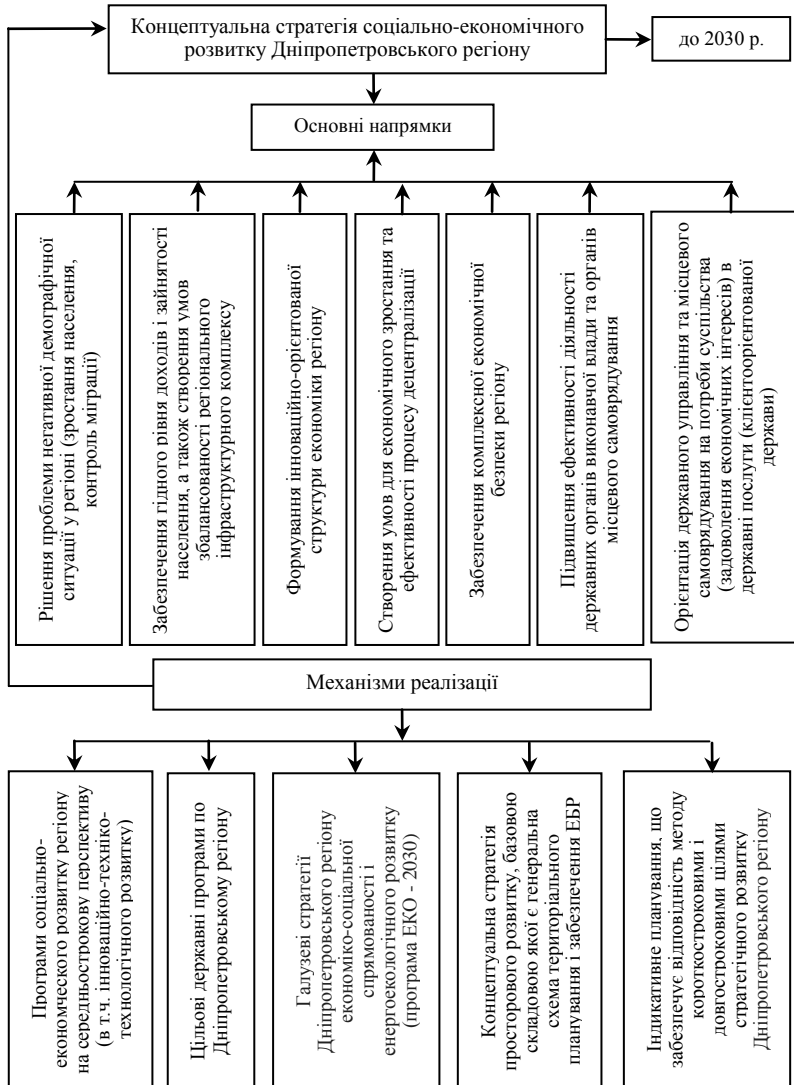 Концептуальна стратегія соціально-економічного
розвитку Дніпропетровського регіону
до 2030 р.
Основні напрямки
Рішення проблеми негативної демографічної
ситуації у регіоні (зростання населення,
контроль міграції)
Забезпечення гідного рівня доходів і зайнятості
населення, а також створення умов
збалансованості регіонального
інфраструктурного комплексу
Формування інноваційно-орієнтованої
структури економіки регіону
Створення умов для економічного зростання та
ефективності процесу децентралізації
Забезпечення комплексної економічної
безпеки регіону
Підвищення ефективності діяльності
державних органів виконавчої влади та органів
місцевого самоврядування
Орієнтація державного управління та місцевого
самоврядування на потреби суспільства
(задоволення економічних інтересів) в
державні послуги (клієнтоорієнтованої
держави)
Механізми реалізації
Програми соціально-
економческого розвитку регіону
на середньострокову перспективу
(в т.ч. інноваційно-техніко-
технологічного розвитку)
Цільові державні програми по
Дніпропетровському регіону
Галузеві стратегії
Дніпропетровського регіону
економіко-соціальної
спрямованості і
енергоекологічного розвитку
(програма ЕКО - 2030)
Концептуальна стратегія
просторового розвитку, базовою
складовою якої є генеральна
схема територіального
планування і забезпечення ЕБР
Індикативне планування, що
забезпечує відповідність методу
короткостроковими і
довгостроковими цілями
стратегічного розвитку
Дніпропетровського регіону